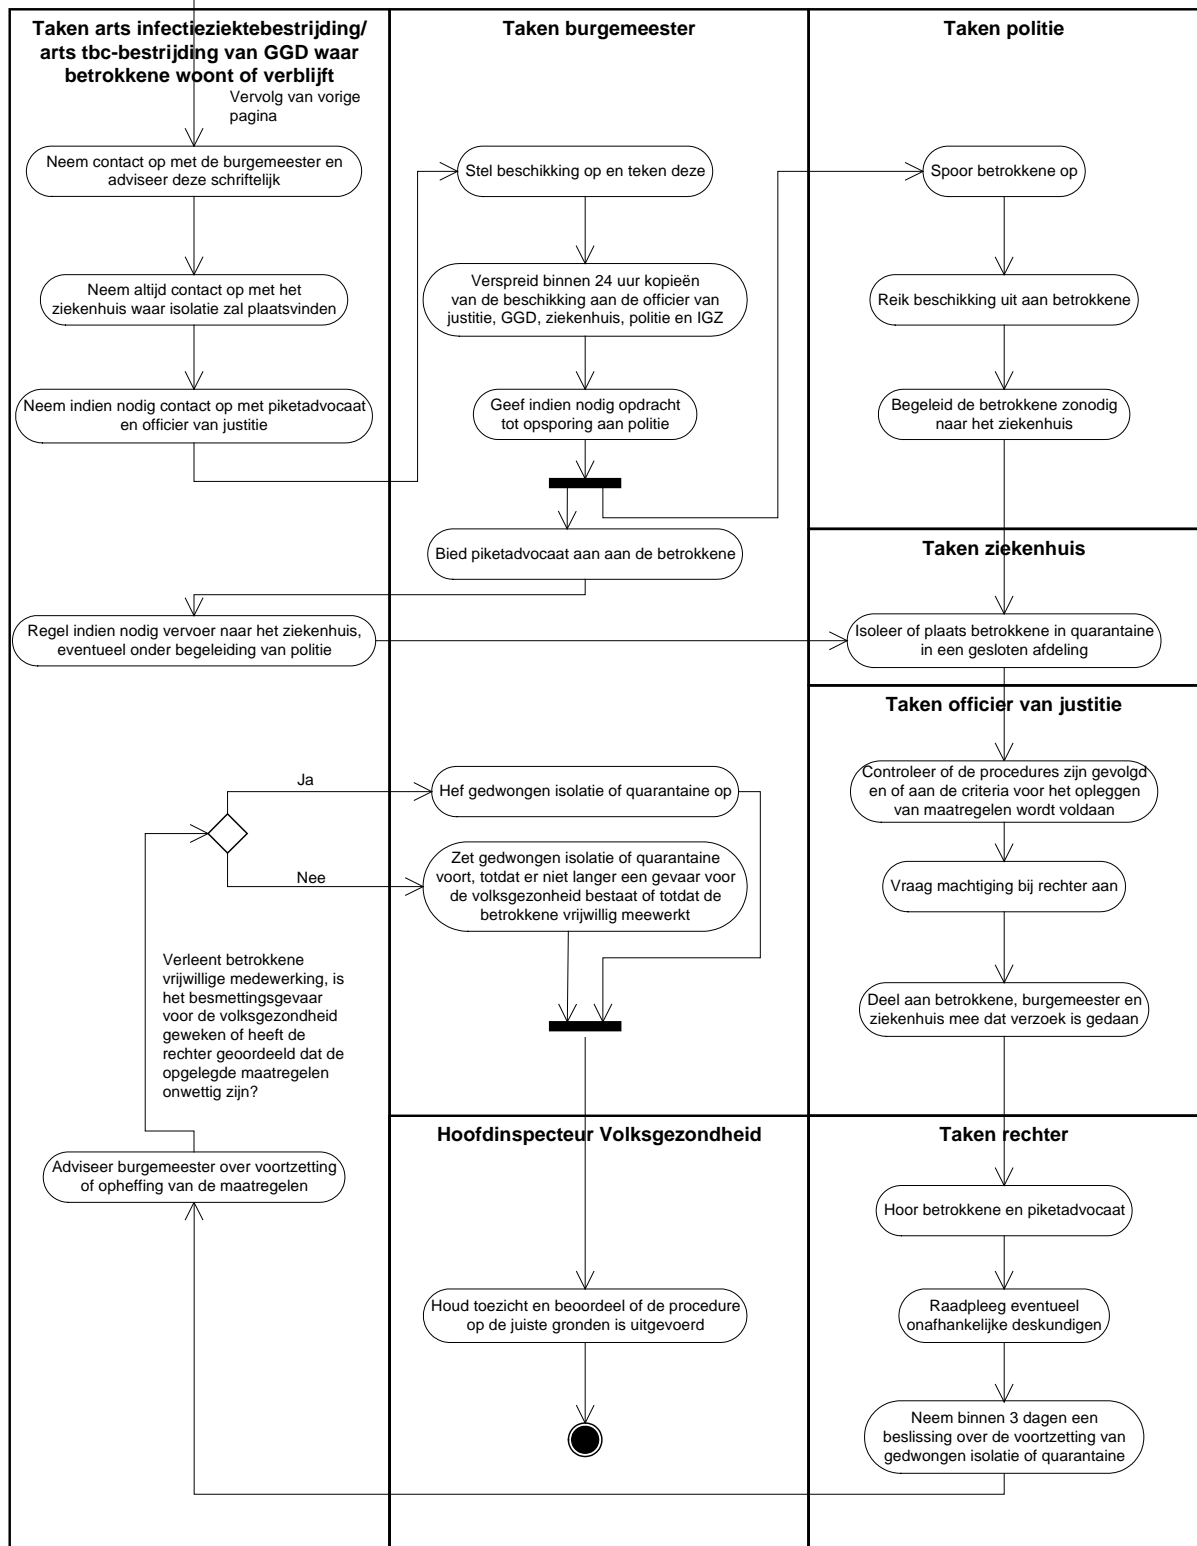 Taken arts infectieziektebestrijding/
arts tbc-bestrijding van GGD waar
betrokkene woont of verblijft
Vervolg van vorige
pagina
Neem contact op met de burgemeester en
adviseer deze schriftelijk
Neem altijd contact op met het
ziekenhuis waar isolatie zal plaatsvinden
Neem indien nodig contact op met piketadvocaat
en officier van justitie
Taken burgemeester
Stel beschikking op en teken deze
Verspreid binnen 24 uur kopieën
van de beschikking aan de officier van
justitie, GGD, ziekenhuis, politie en IGZ
Geef indien nodig opdracht
tot opsporing aan politie
Bied piketadvocaat aan aan de betrokkene
Taken politie
Spoor betrokkene op
Reik beschikking uit aan betrokkene
Begeleid de betrokkene zonodig
naar het ziekenhuis
Regel indien nodig vervoer naar het ziekenhuis,
eventueel onder begeleiding van politie
Taken ziekenhuis
Isoleer of plaats betrokkene in quarantaine
in een gesloten afdeling
Taken officier van justitie
Controleer of de procedures zijn gevolgd
en of aan de criteria voor het opleggen
van maatregelen wordt voldaan
Vraag machtiging bij rechter aan
Deel aan betrokkene, burgemeester en
ziekenhuis mee dat verzoek is gedaan
Taken rechter
Hoor betrokkene en piketadvocaat
Raadpleeg eventueel
onafhankelijke deskundigen
Neem binnen 3 dagen een
beslissing over de voortzetting van
gedwongen isolatie of quarantaine
Adviseer burgemeester over voortzetting
of opheffing van de maatregelen
Verleent betrokkene
vrijwillige medewerking, is
het besmettingsgevaar
voor de volksgezondheid
geweken of heeft de
rechter geoordeeld dat de
opgelegde maatregelen
onwettig zijn?
Ja
Hef gedwongen isolatie of quarantaine op
Nee
Zet gedwongen isolatie of quarantaine
voort, totdat er niet langer een gevaar voor
de volksgezonheid bestaat of totdat de
betrokkene vrijwillig meewerkt
Hoofdinspecteur Volksgezondheid
Houd toezicht en beoordeel of de procedure
op de juiste gronden is uitgevoerd